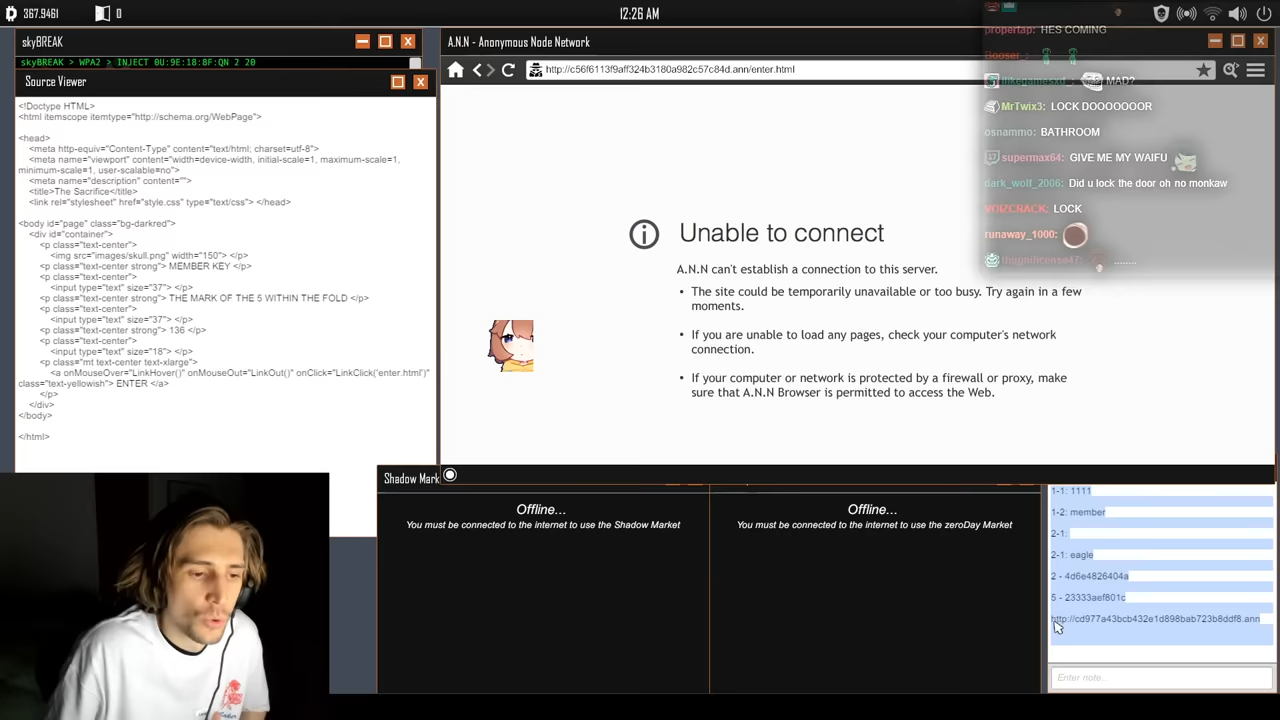 367.9461
0
12:26 AM
skyBREAK
skyBREAK > WPA2 > INJECT 0U:9E:18:8F:QN 2 20
Source Viewer
<!Doctype HTML>
<html itemscope itemtype="http://schema.org/WebPage">
<head>
<meta http-equiv="Content-Type" content="text/html; charset=utf-8">
<meta name="viewport" content="width=device-width, initial-scale=1, maximum-scale=1,
minimum-scale=1, user-scalable=no">
<meta name="description" content="">
<title>The Sacrifice</title>
<link rel="stylesheet" href="style.css" type="text/css"> </head>
<body id="page" class="bg-darkred">
<div id="container">
<p class="text-center">
<img src="images/skull.png" width="150"> </p>
<p class="text-center strong"> MEMBER KEY </p>
<p class="text-center">
<input type="text" size="37"> </p>
<p class="text-center strong"> THE MARK OF THE 5 WITHIN THE FOLD </p>
<p class="text-center">
<input type="text" size="37"> </p>
<p class="text-center strong"> 136 </p>
<p class="text-center">
<input type="text" size="18"> </p>
<p class="mt text-center text-xlarge">
<a onMouseOver="LinkHover()" onMouseOut="LinkOut()" onClick="LinkClick('enter.html')"
class="text-yellowish"> ENTER </a>
</p>
</div>
</body>
</html>
A.N.N - Anonymous Node Network
http://c56f6113f9aff324b3180a982c57c84d.ann/enter.html
Unable to connect
A.N.N can't establish a connection to this server.
• The site could be temporarily unavailable or too busy. Try again in a few
moments.
• If you are unable to load any pages, check your computer's network
connection.
• If your computer or network is protected by a firewall or proxy, make
sure that A.N.N Browser is permitted to access the Web.
propertap: HES COMING
Booser_:
ilikegamesxd_: MAD?
MrTwix3: LOCK DOOOOOOR
osnammo: BATHROOM
supermax64: GIVE ME MY WAIFU
dark_wolf_2006: Did u lock the door oh no monkaw
VOIZCRACK: LOCK
runaway_1000:
thugnificense47: ........
Shadow Mark
Offline...
You must be connected to the internet to use the Shadow Market
Offline...
You must be connected to the internet to use the zeroDay Market
1-1: 1111
1-2: member
2-1:
2-1: eagle
2 - 4d6e4826404a
5 - 23333aef801c
http://cd977a43bcb432e1d898bab723b8ddf8.ann
Enter note...